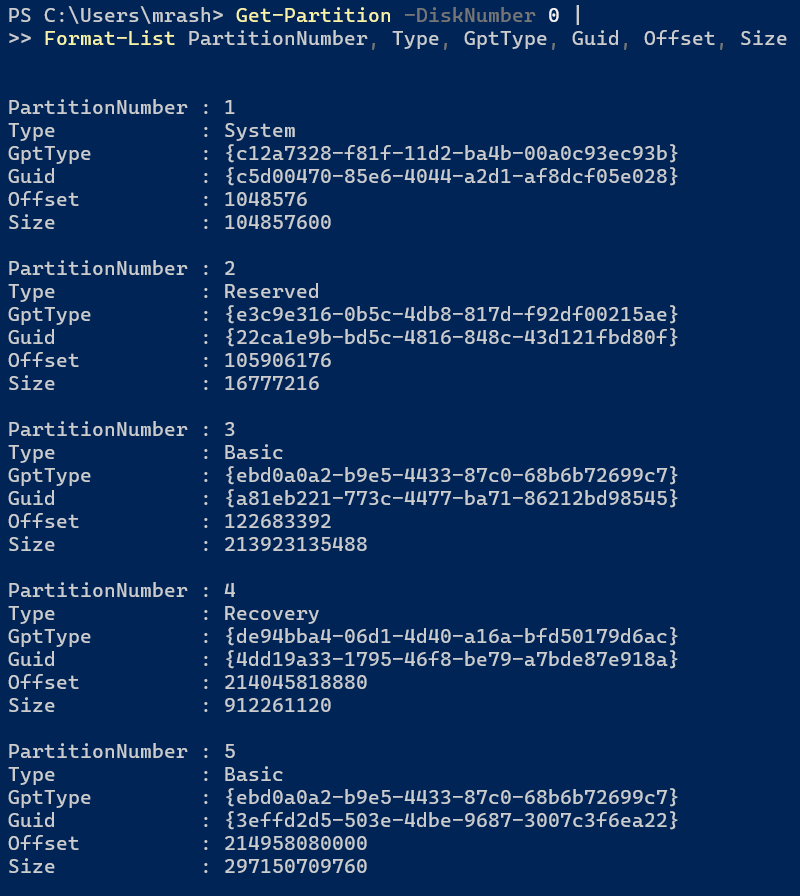 PS C:\Users\mrash> Get-Partition -DiskNumber 0 |
>> Format-List PartitionNumber, Type, GptType, Guid, Offset, Size
PartitionNumber : 1
Type            : System
GptType         : {c12a7328-f81f-11d2-ba4b-00a0c93ec93b}
Guid            : {c5d00470-85e6-4044-a2d1-af8dcf05e028}
Offset          : 1048576
Size            : 104857600
PartitionNumber : 2
Type            : Reserved
GptType         : {e3c9e316-0b5c-4db8-817d-f92df00215ae}
Guid            : {22ca1e9b-bd5c-4816-848c-43d121fbd80f}
Offset          : 105906176
Size            : 16777216
PartitionNumber : 3
Type            : Basic
GptType         : {ebd0a0a2-b9e5-4433-87c0-68b6b72699c7}
Guid            : {a81eb221-773c-4477-ba71-86212bd98545}
Offset          : 122683392
Size            : 213923135488
PartitionNumber : 4
Type            : Recovery
GptType         : {de94bba4-06d1-4d40-a16a-bfd50179d6ac}
Guid            : {4dd19a33-1795-46f8-be79-a7bde87e918a}
Offset          : 214045818880
Size            : 912261120
PartitionNumber : 5
Type            : Basic
GptType         : {ebd0a0a2-b9e5-4433-87c0-68b6b72699c7}
Guid            : {3effd2d5-503e-4dbe-9687-3007c3f6ea22}
Offset          : 214958080000
Size            : 297150709760